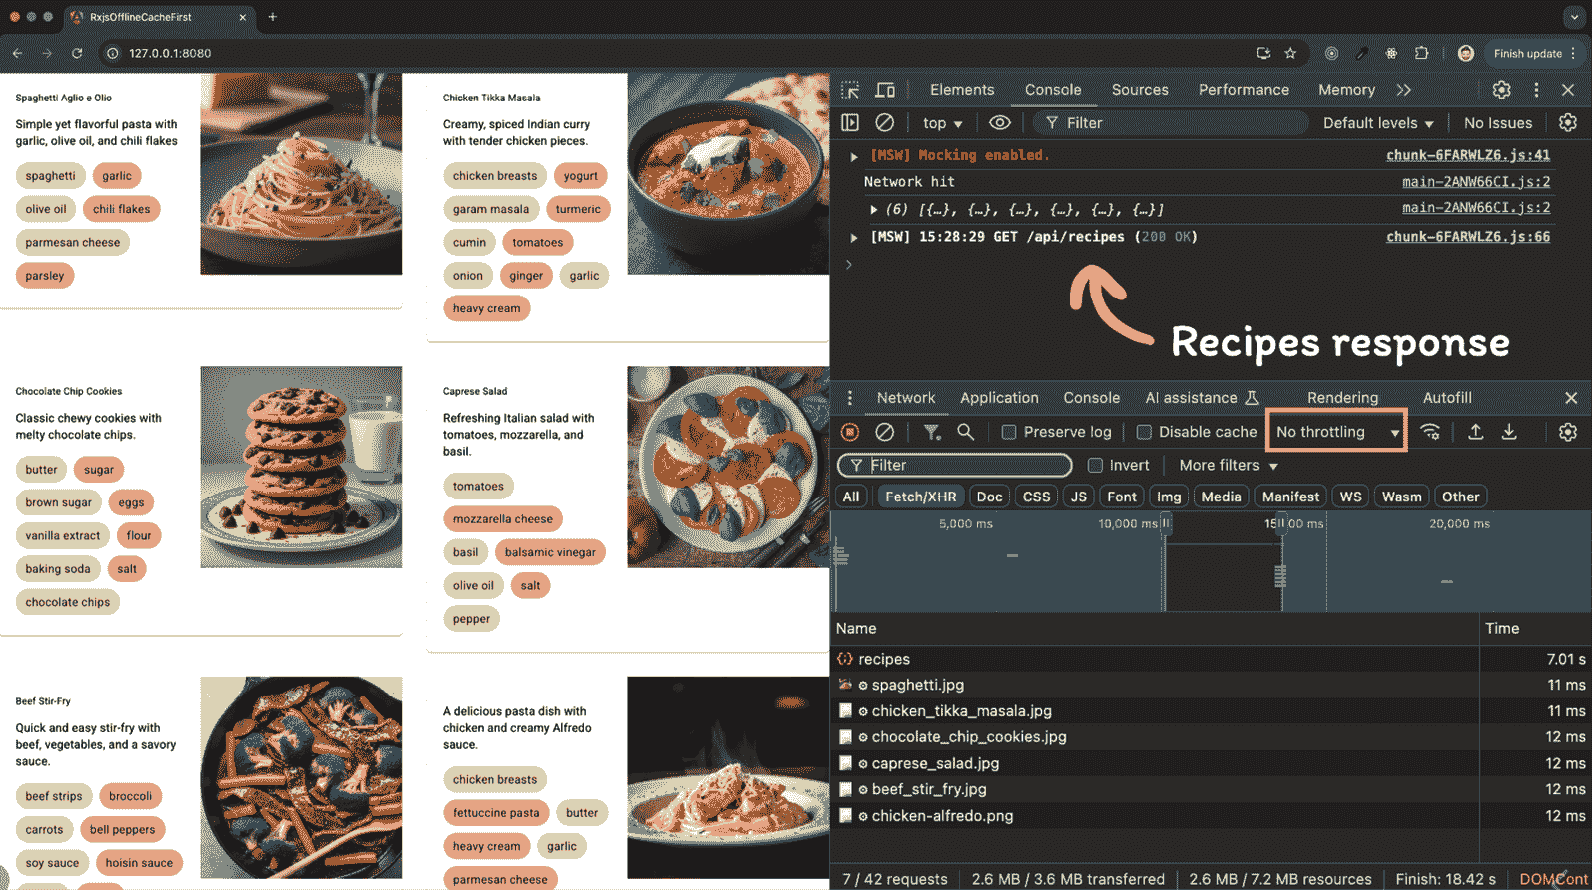 RxjsOfflineCacheFirst
127.0.0.1:8080
Finish update
Spaghetti Aglio e Olio
Simple yet flavorful pasta with
garlic, olive oil, and chili flakes
spaghetti garlic
olive oil chili flakes
parmesan cheese
parsley
Chicken Tikka Masala
Creamy, spiced Indian curry
with tender chicken pieces.
chicken breasts yogurt
garam masala turmeric
cumin tomatoes
onion ginger garlic
heavy cream
Chocolate Chip Cookies
Classic chewy cookies with
melty chocolate chips.
butter sugar
brown sugar eggs
vanilla extract flour
baking soda salt
chocolate chips
Caprese Salad
Refreshing Italian salad with
tomatoes, mozzarella, and
basil.
tomatoes
mozzarella cheese
basil balsamic vinegar
olive oil salt
pepper
Beef Stir-Fry
Quick and easy stir-fry with
beef, vegetables, and a savory
sauce.
beef strips broccoli
carrots bell peppers
soy sauce hoisin sauce
A delicious pasta dish with
chicken and creamy Alfredo
sauce.
chicken breasts
fettuccine pasta butter
heavy cream garlic
parmesan cheese
Elements Console Sources Performance Memory
top Filter Default levels No Issues
[MSW] Mocking enabled. chunk-6FARWLZ6.js:41
Network hit main-2ANW66CI.js:2
(6) [{…}, {…}, {…}, {…}, {…}, {…}] main-2ANW66CI.js:2
[MSW] 15:28:29 GET /api/recipes (200 OK) chunk-6FARWLZ6.js:66
Recipes response
Network Application Console AI assistance Rendering Autofill
Preserve log Disable cache No throttling
Filter Invert More filters
All Fetch/XHR Doc CSS JS Font Img Media Manifest WS Wasm Other
5,000 ms 10,000 ms 15,000 ms 20,000 ms
Name Time
recipes 7.01 s
spaghetti.jpg 11 ms
chicken_tikka_masala.jpg 11 ms
chocolate_chip_cookies.jpg 12 ms
caprese_salad.jpg 12 ms
beef_stir_fry.jpg 12 ms
chicken-alfredo.png 12 ms
7 / 42 requests 2.6 MB / 3.6 MB transferred 2.6 MB / 7.2 MB resources Finish: 18.42 s DOMCont